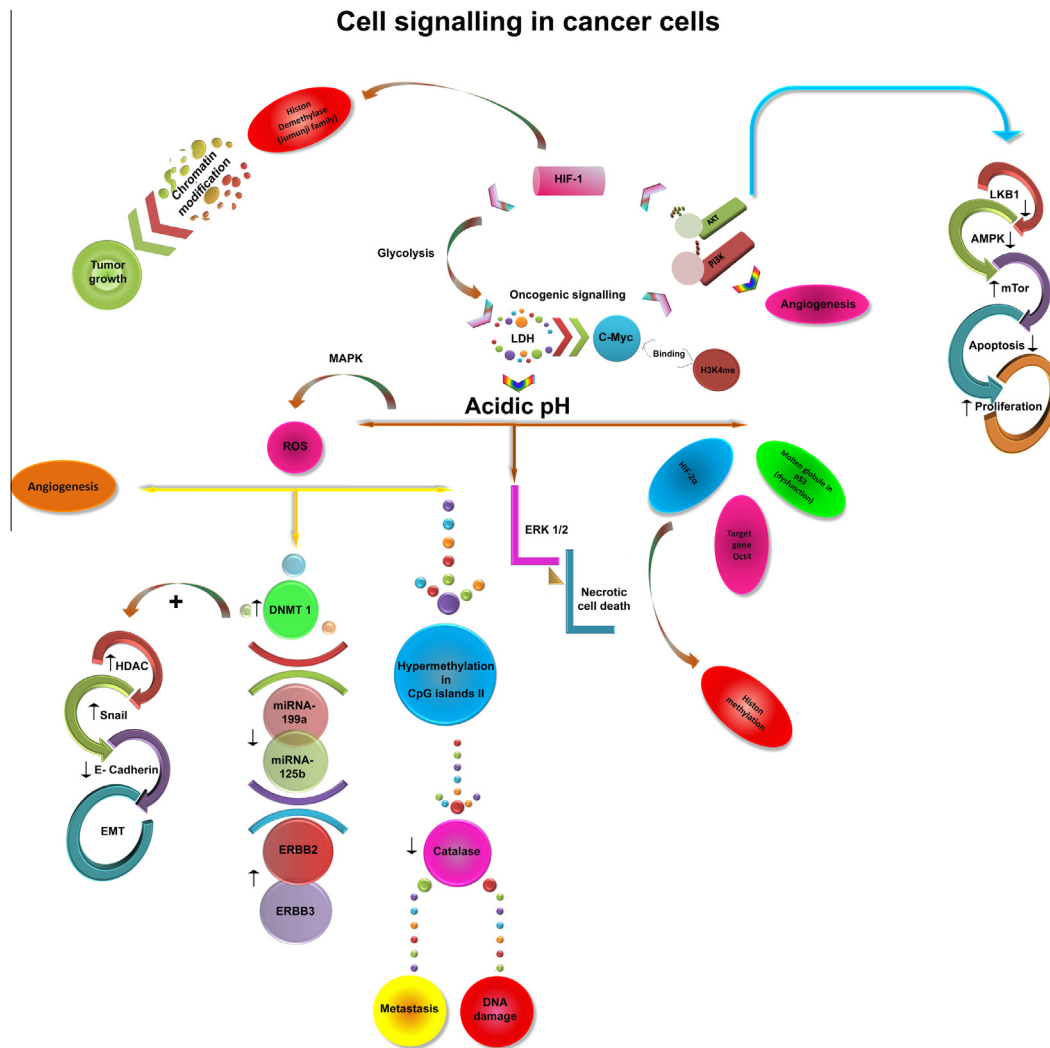 Cell signalling in cancer cells
Histon
Demethylase
(Jumunji family)
Chromatin
modification
Tumor
growth
HIF-1
Glycolysis
AKT
PI3K
Angiogenesis
Oncogenic signalling
LDH
C-Myc
Binding
H3K4me
LKB1
AMPK
mTor
Apoptosis
Proliferation
MAPK
Acidic pH
ROS
Angiogenesis
HIF-2α
Molten globule in
p53
(dysfunction)
Target
gene
Oct4
ERK 1/2
Necrotic
cell death
Histon
methylation
+
DNMT 1
HDAC
Snail
E- Cadherin
EMT
miRNA-
199a
miRNA-
125b
ERBB2
ERBB3
Hypermethylation
in
CpG islands II
Catalase
Metastasis
DNA
damage